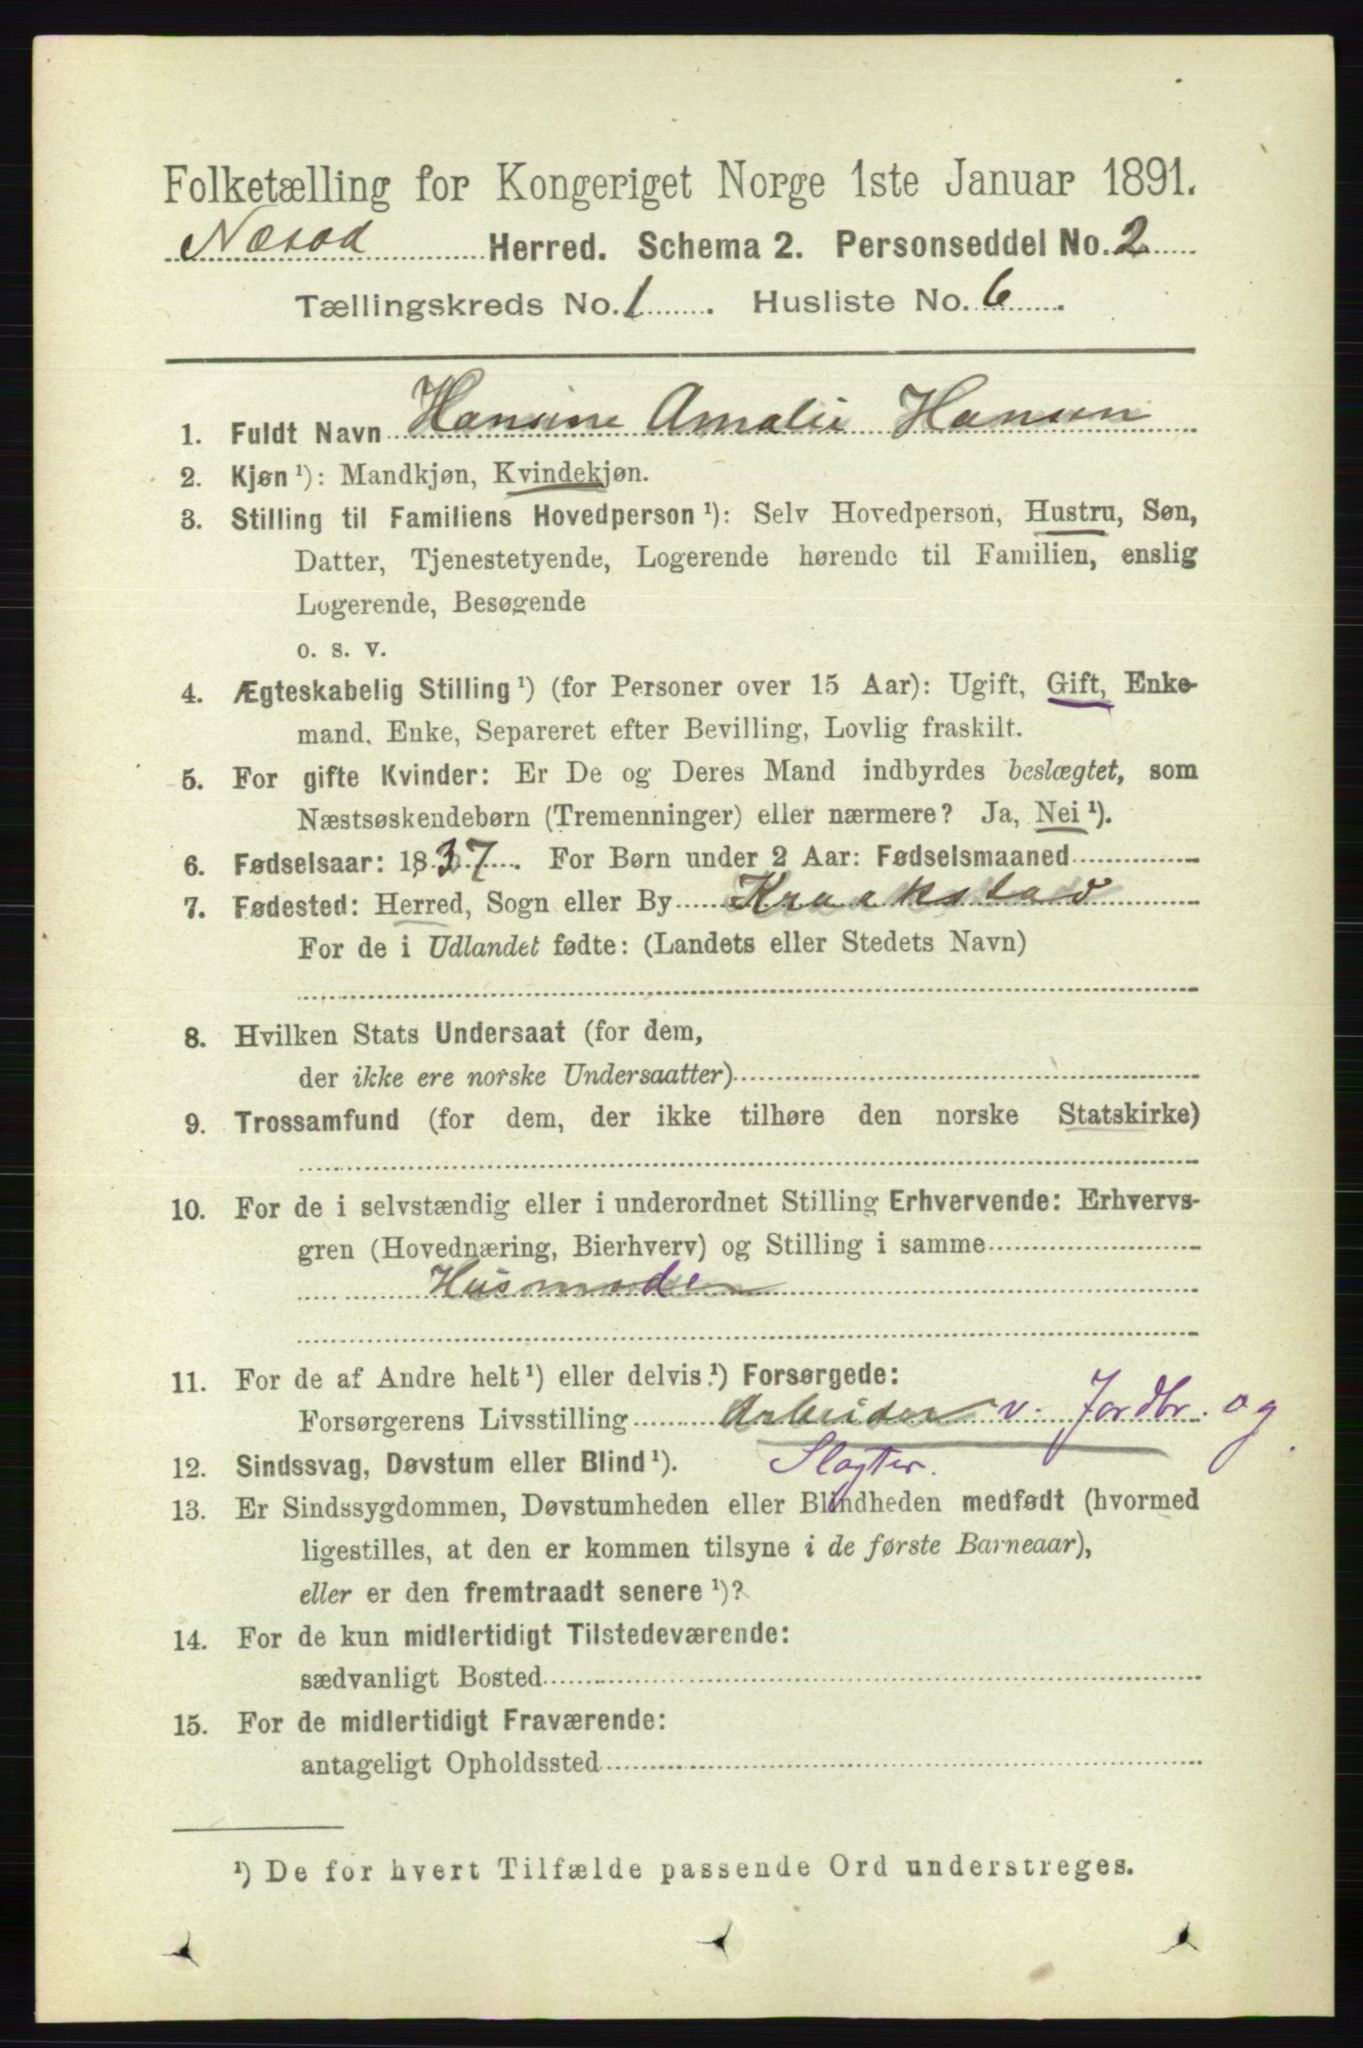 Folketælling for Kongeriget Norge 1ste Januar 1891.
Næsod Herred. Schema 2. Personseddel No. 2
Tællingskreds No. 1. Husliste No. 6.
1. Fuldt Navn Hansine Amalie Hansen
2. Kjøn ¹): Mandkjøn, Kvindekjøn.
3. Stilling til Familiens Hovedperson ¹): Selv Hovedperson, Hustru, Søn,
Datter, Tjenestetyende, Logerende hørende til Familien, enslig
Logerende, Besøgende
o. s. v.
4. Ægteskabelig Stilling ¹) (for Personer over 15 Aar): Ugift, Gift, Enke-
mand, Enke, Separeret efter Bevilling, Lovlig fraskilt.
5. For gifte Kvinder: Er De og Deres Mand indbyrdes beslægtet, som
Næstsøskendebørn (Tremenninger) eller nærmere? Ja, Nei ¹).
6. Fødselsaar: 1837. For Børn under 2 Aar: Fødselsmaaned
7. Fødested: Herred, Sogn eller By Kraakstad
For de i Udlandet fødte: (Landets eller Stedets Navn)
8. Hvilken Stats Undersaat (for dem,
der ikke ere norske Undersaatter)
9. Trossamfund (for dem, der ikke tilhøre den norske Statskirke)
10. For de i selvstændig eller i underordnet Stilling Erhvervende: Erhvervs-
gren (Hovednæring, Bierhverv) og Stilling i samme
Husmoder
11. For de af Andre helt ¹) eller delvis ¹) Forsørgede:
Forsørgerens Livsstilling Arbeider v. Jordbr. og
Slagter.
12. Sindssvag, Døvstum eller Blind ¹).
13. Er Sindssygdommen, Døvstumheden eller Blindheden medfødt (hvormed
ligestilles, at den er kommen tilsyne i de første Barneaar),
eller er den fremtraadt senere ¹)?
14. For de kun midlertidigt Tilstedeværende:
sædvanligt Bosted
15. For de midlertidigt Fraværende:
antageligt Opholdssted
¹) De for hvert Tilfælde passende Ord understreges.